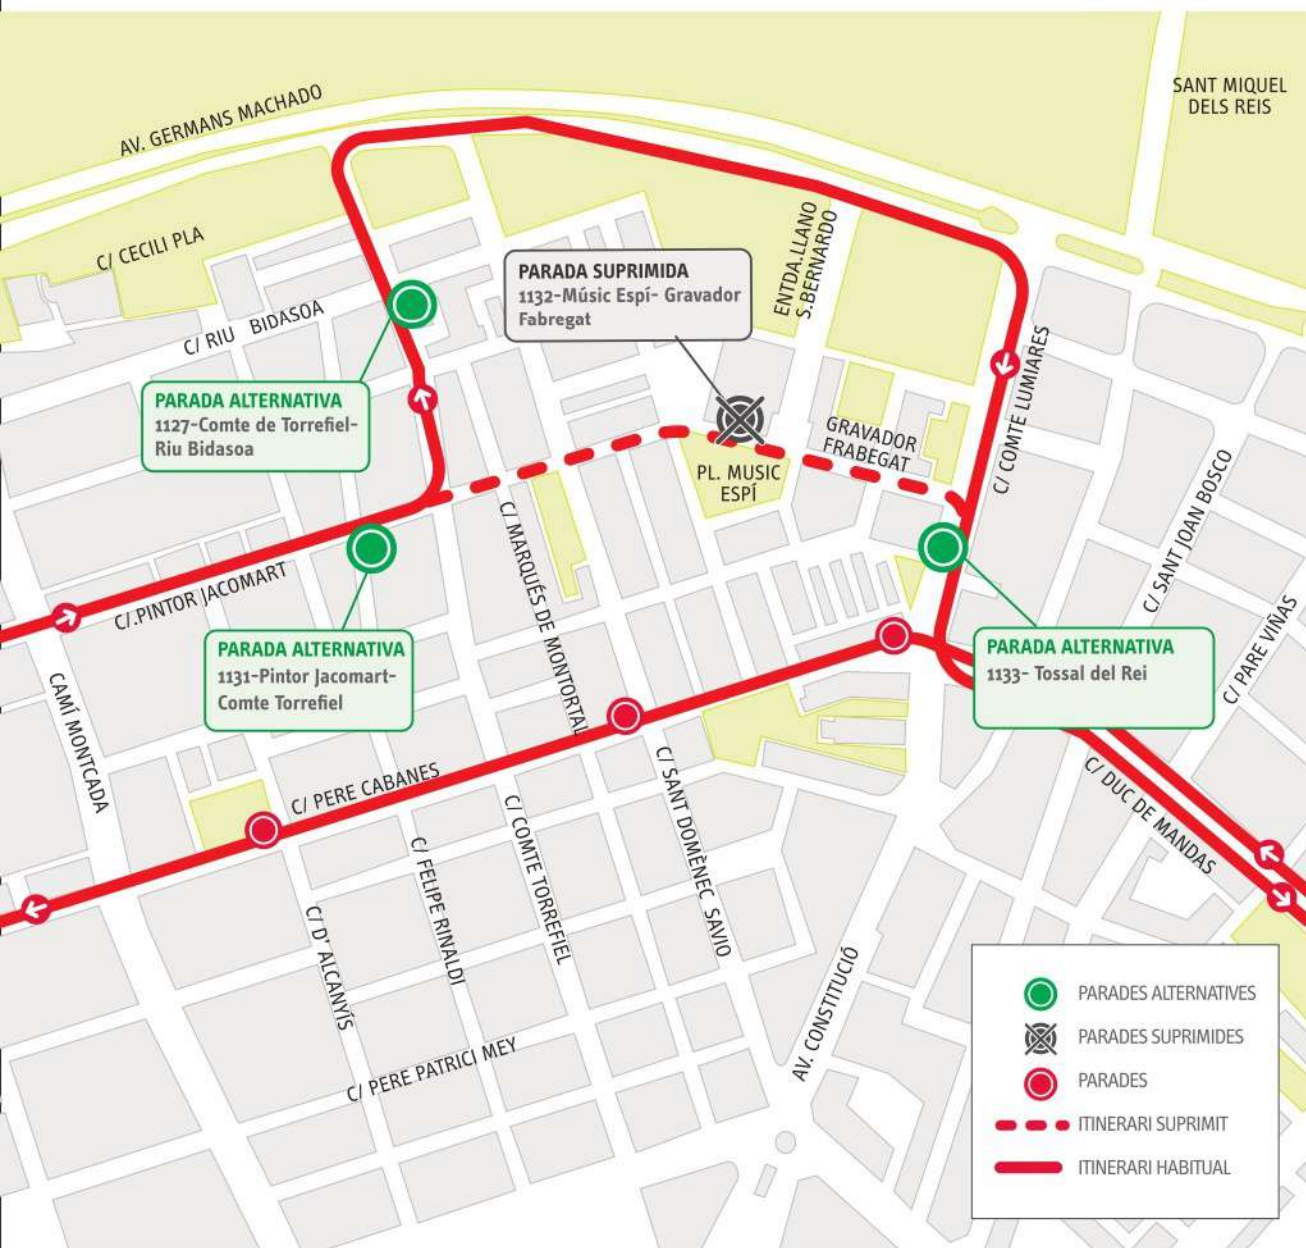 AV. GERMANS MACHADO
SANT MIQUEL
DELS REIS
C/ CECILI PLA
C/ RIU BIDASOA
PARADA SUPRIMIDA
1132-Músic Espí- Gravador
Fabregat
ENTDA.LLANO
S.BERNARDO
PARADA ALTERNATIVA
1127-Comte de Torrefiel-
Riu Bidasoa
GRAVADOR
FRABEGAT
PL. MUSIC
ESPÍ
C/ COMTE LUMIARES
C/ SANT JOAN BOSCO
C/ PARE VIÑAS
C/.PINTOR JACOMART
C/ MARQUÉS DE MONTORTAL
PARADA ALTERNATIVA
1131-Pintor Jacomart-
Comte Torrefiel
PARADA ALTERNATIVA
1133- Tossal del Rei
CAMÍ MONTCADA
C/ PERE CABANES
C/ SANT DOMÈNEC SAVIO
C/ DUC DE MANDAS
C/ COMTE TORREFIEL
C/ FELIPE RINALDI
C/ D' ALCANYÍS
AV. CONSTITUCIÓ
C/ PERE PATRICI MEY
PARADES ALTERNATIVES
PARADES SUPRIMIDES
PARADES
ITINERARI SUPRIMIT
ITINERARI HABITUAL